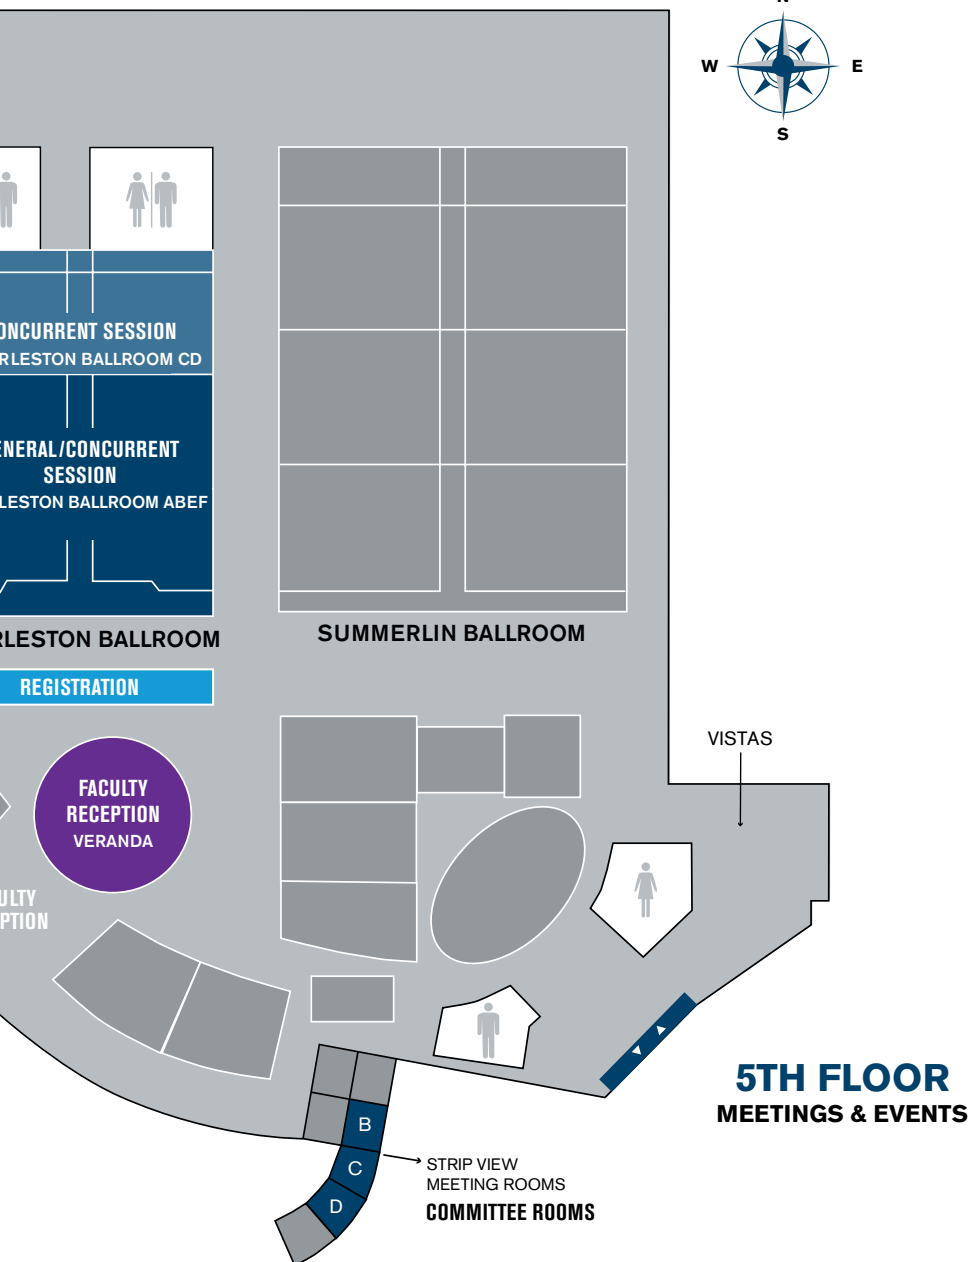 N
W
E
S
ONCURRENT SESSION
RLESTON BALLROOM CD
NERAL/CONCURRENT
SESSION
LESTON BALLROOM ABEF
RLESTON BALLROOM
SUMMERLIN BALLROOM
REGISTRATION
VISTAS
FACULTY
RECEPTION
VERANDA
ULTY
PTION
5TH FLOOR
MEETINGS & EVENTS
B
C
D
STRIP VIEW
MEETING ROOMS
COMMITTEE ROOMS